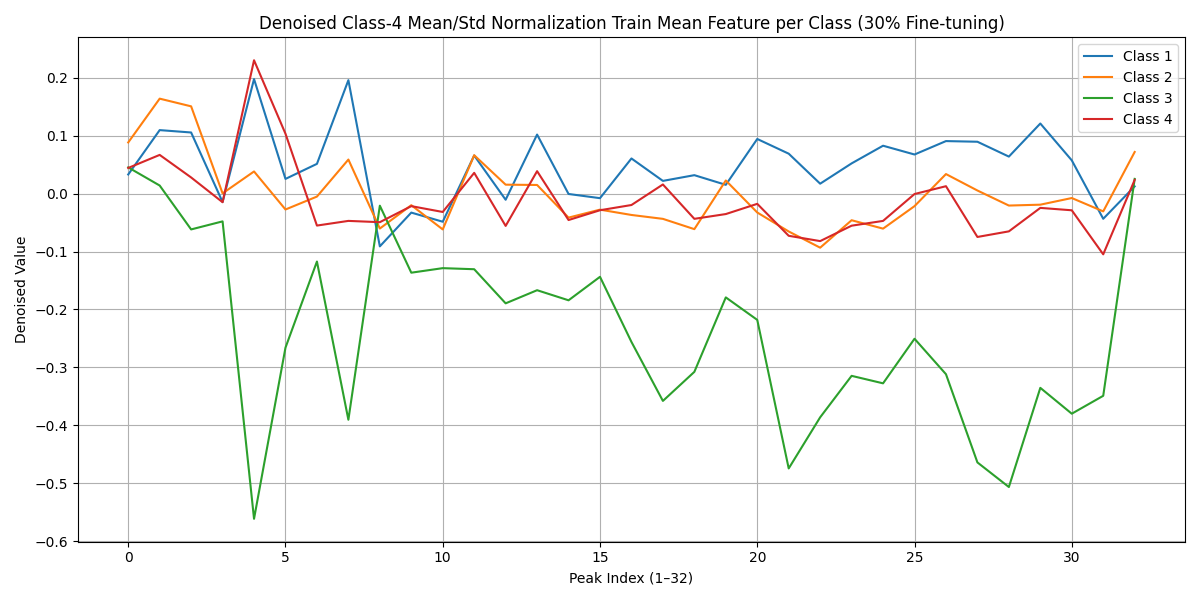 Denoised Class-4 Mean/Std Normalization Train Mean Feature per Class (30% Fine-tuning)
Class 1
Class 2
Class 3
Class 4
Denoised Value
0.2
0.1
0.0
−0.1
−0.2
−0.3
−0.4
−0.5
−0.6
0 5 10 15 20 25 30
Peak Index (1–32)